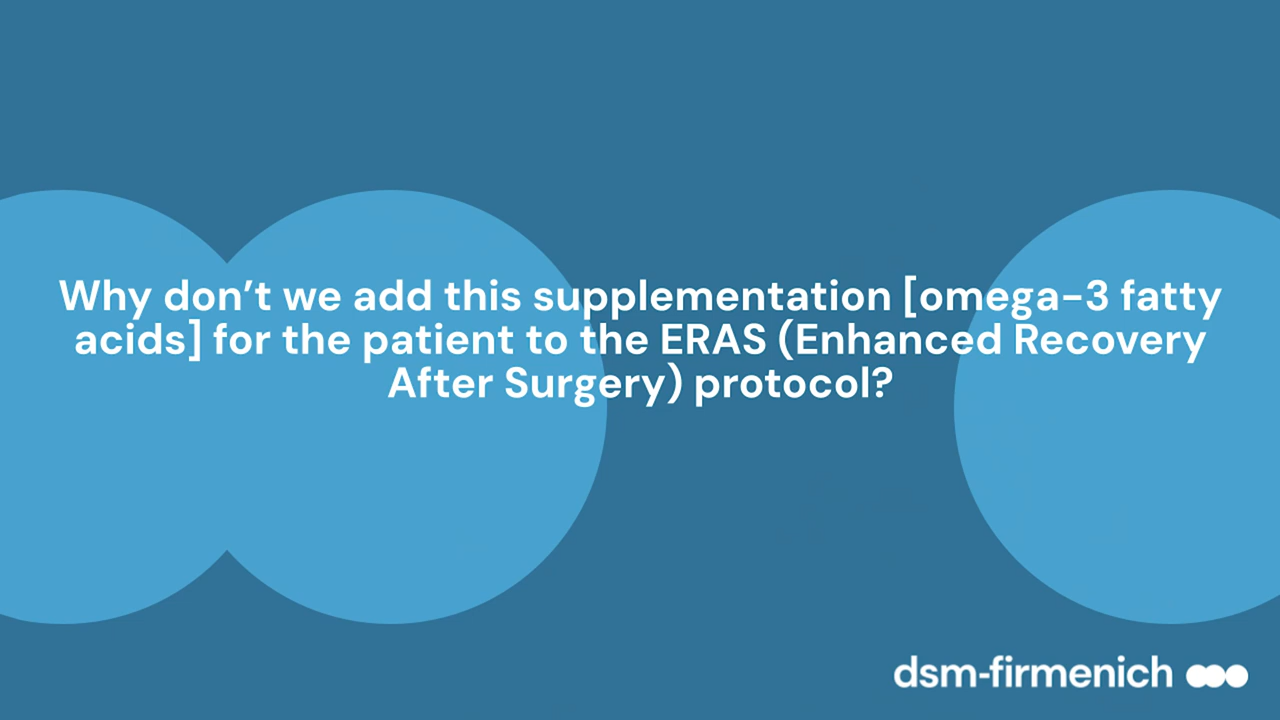 Why don’t we add this supplementation [omega-3 fatty
acids] for the patient to the ERAS (Enhanced Recovery
After Surgery) protocol?
dsm-firmenich